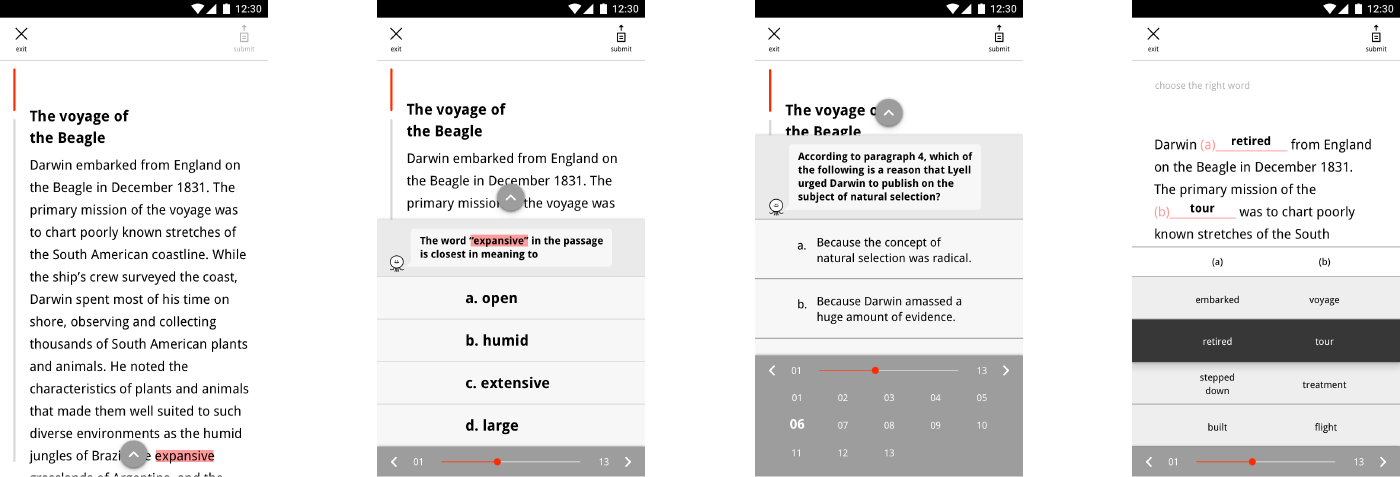 12:30
exit
submit
The voyage of
the Beagle
Darwin embarked from England on
the Beagle in December 1831. The
primary mission of the voyage was
to chart poorly known stretches of
the South American coastline. While
the ship's crew surveyed the coast,
Darwin spent most of his time on
shore, observing and collecting
thousands of South American plants
and animals. He noted the
characteristics of plants and animals
that made them well suited to such
diverse environments as the humid
jungles of expansive
grasslands of Argentina, and the
12:30
exit
submit
The voyage of
the Beagle
Darwin embarked from England on
the Beagle in December 1831. The
primary the voyage was
The word “expansive” in the passage
is closest in meaning to
a. open
b. humid
c. extensive
d. large
01
13
12:30
exit
submit
The voyage
the Beagle
According to paragraph 4, which of
the following is a reason that Lyell
urged Darwin to publish on the
subject of natural selection?
a. Because the concept of
natural selection was radical.
b. Because Darwin amassed a
huge amount of evidence.
01
13
01 02 03 04 05
06 07 08 09 10
11 12 13
12:30
exit
submit
choose the right word
Darwin (a) retired from England
on the Beagle in December 1831.
The primary mission of the
(b) tour was to chart poorly
known stretches of the South
(a) (b)
embarked voyage
retired tour
stepped
down treatment
built flight
01
13